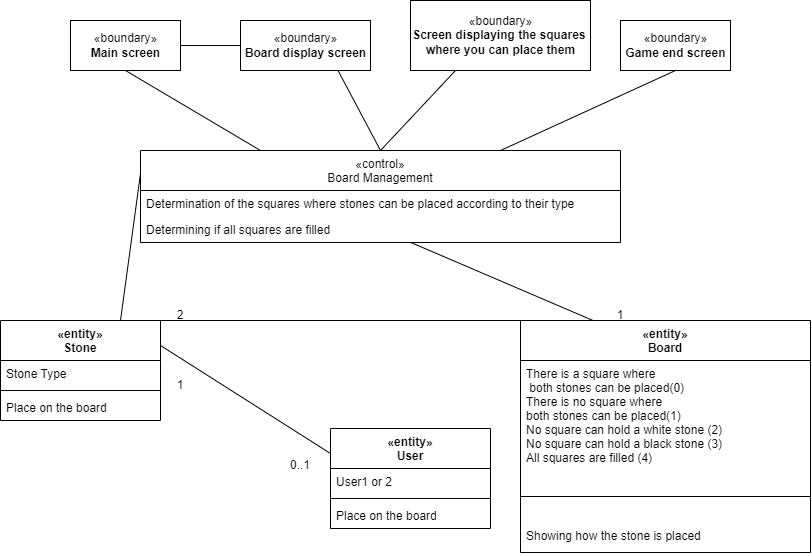 «boundary»
Main screen
«boundary»
Board display screen
«boundary»
Screen displaying the squares
where you can place them
«boundary»
Game end screen
«control»
Board Management
Determination of the squares where stones can be placed according to their type
Determining if all squares are filled
2
1
«entity»
Stone
Stone Type
Place on the board
1
0..1
«entity»
User
User1 or 2
Place on the board
«entity»
Board
There is a square where
both stones can be placed(0)
There is no square where
both stones can be placed(1)
No square can hold a white stone (2)
No square can hold a black stone (3)
All squares are filled (4)
Showing how the stone is placed